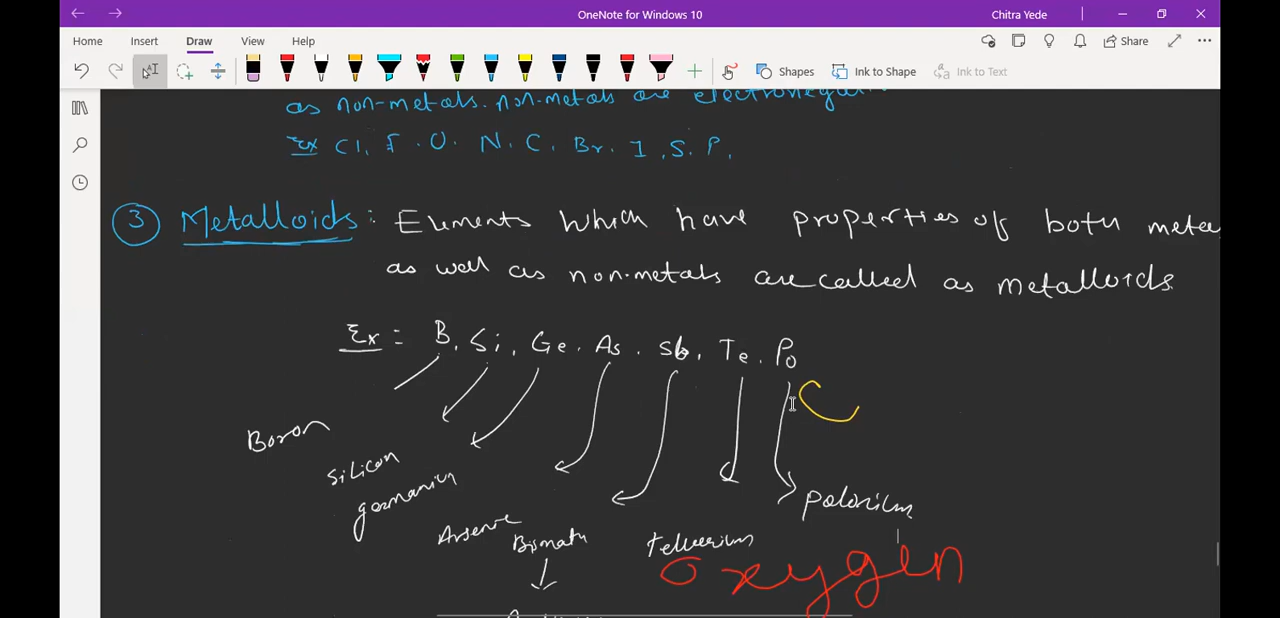 OneNote for Windows 10
Chitra Yede
Home Insert Draw View Help
Share
Shapes Ink to Shape Ink to Text
as non-metals. non-metals are
Ex Cl. F. O. N. C. Br. I. S. P.
3 Metalloids: Elements which have properties of both
as well as non-metals are called as metalloids.
Ex = B, Si, Ge. As. Sb, Te. Po
Boron
Silicon
germanium
Arsenic
Bismath
tellurium
Polonium
oxygen